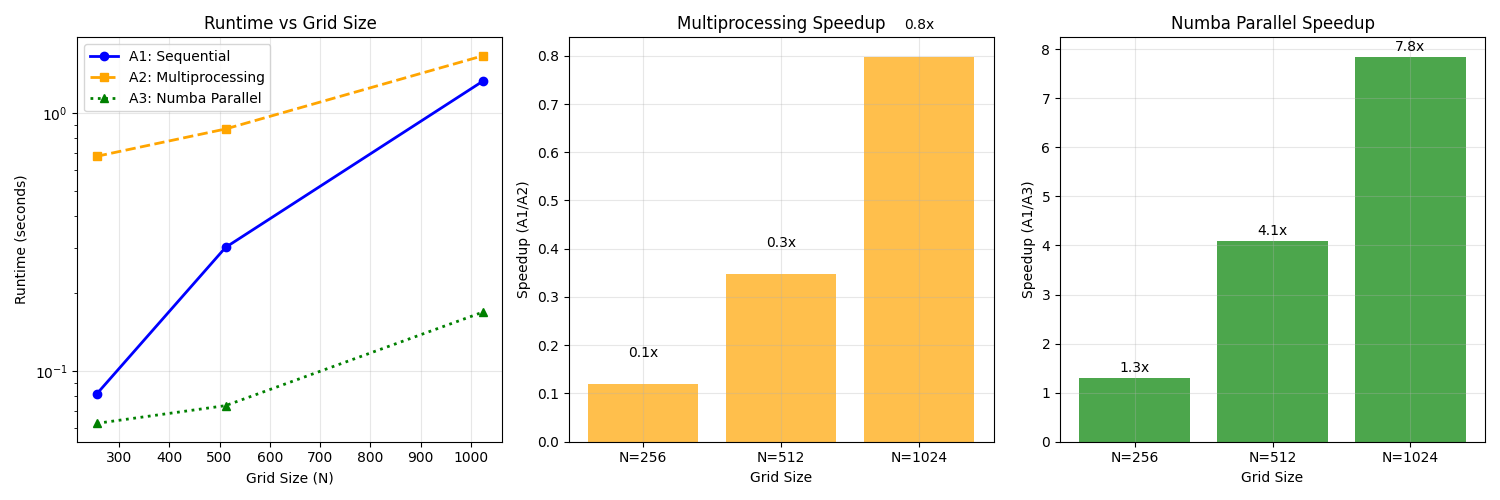 Runtime vs Grid Size
A1: Sequential
A2: Multiprocessing
A3: Numba Parallel
Runtime (seconds)
10⁰
10⁻¹
300 400 500 600 700 800 900 1000
Grid Size (N)
Multiprocessing Speedup
0.8x
0.3x
0.1x
Speedup (A1/A2)
0.8
0.7
0.6
0.5
0.4
0.3
0.2
0.1
0.0
N=256 N=512 N=1024
Grid Size
Numba Parallel Speedup
7.8x
4.1x
1.3x
Speedup (A1/A3)
8
7
6
5
4
3
2
1
0
N=256 N=512 N=1024
Grid Size